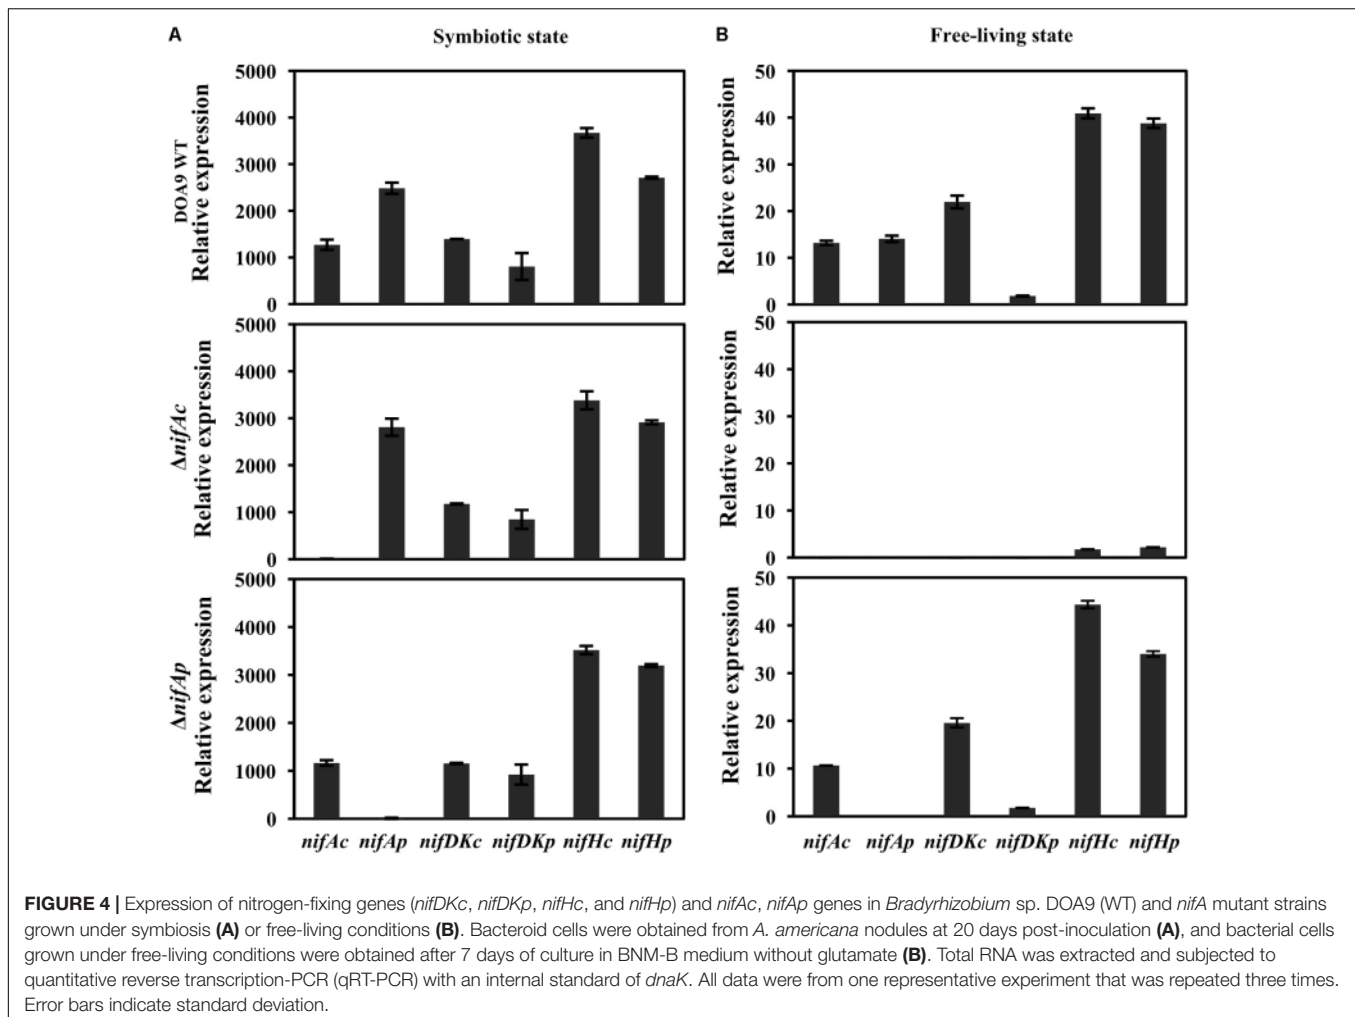 A
Symbiotic state
B
Free-living state
DOA9 WT
Relative expression
5000
4000
3000
2000
1000
0
Relative expression
50
40
30
20
10
0
ΔnifAc
Relative expression
5000
4000
3000
2000
1000
0
Relative expression
50
40
30
20
10
0
ΔnifAp
Relative expression
5000
4000
3000
2000
1000
0
Relative expression
50
40
30
20
10
0
nifAc nifAp nifDKc nifDKp nifHc nifHp
nifAc nifAp nifDKc nifDKp nifHc nifHp
FIGURE 4 | Expression of nitrogen-fixing genes (nifDKc, nifDKp, nifHc, and nifHp) and nifAc, nifAp genes in Bradyrhizobium sp. DOA9 (WT) and nifA mutant strains
grown under symbiosis (A) or free-living conditions (B). Bacteroid cells were obtained from A. americana nodules at 20 days post-inoculation (A), and bacterial cells
grown under free-living conditions were obtained after 7 days of culture in BNM-B medium without glutamate (B). Total RNA was extracted and subjected to
quantitative reverse transcription-PCR (qRT-PCR) with an internal standard of dnaK. All data were from one representative experiment that was repeated three times.
Error bars indicate standard deviation.